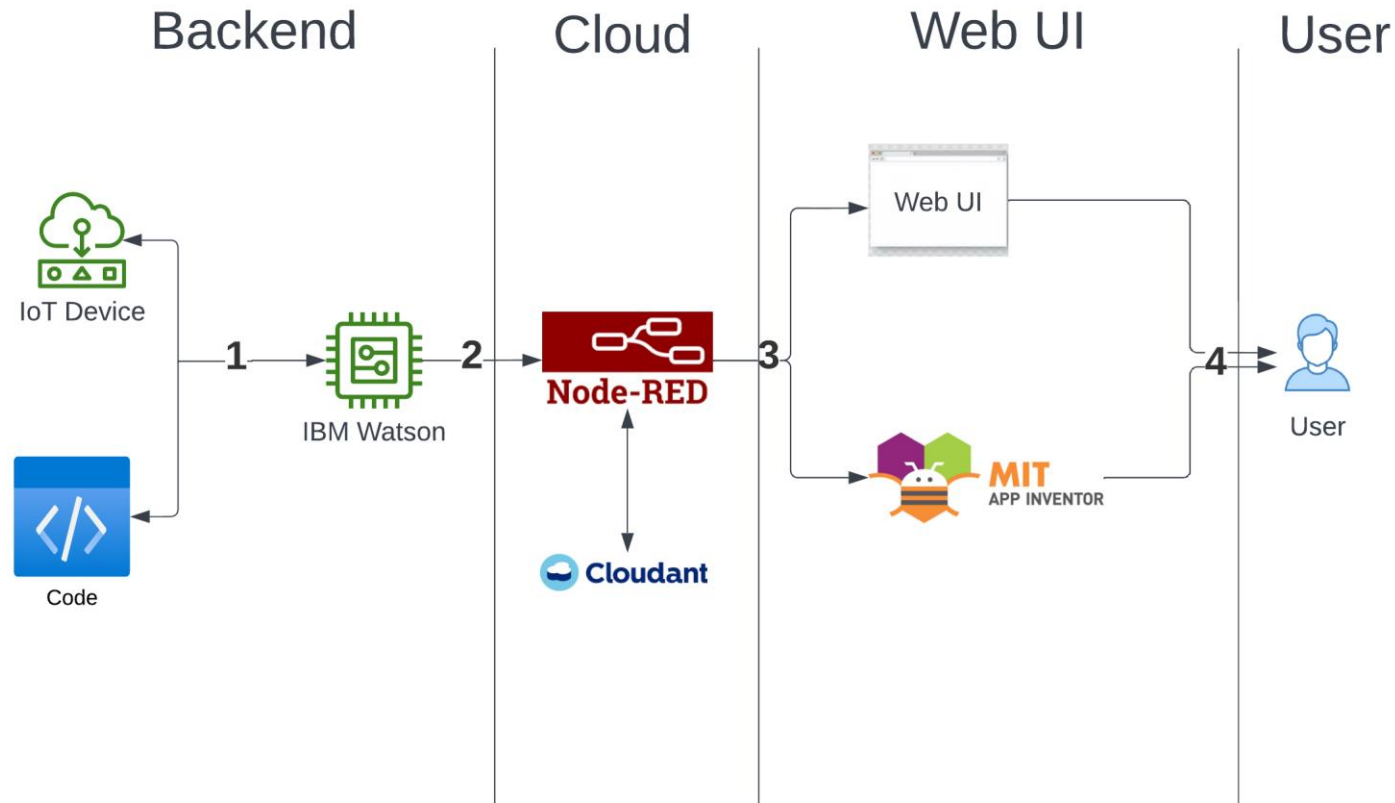 Backend
Cloud
Web UI
User
Web UI
IoT Device
1
2
3
4
IBM Watson
Node-RED
User
MIT
APP INVENTOR
Cloudant
</>
Code